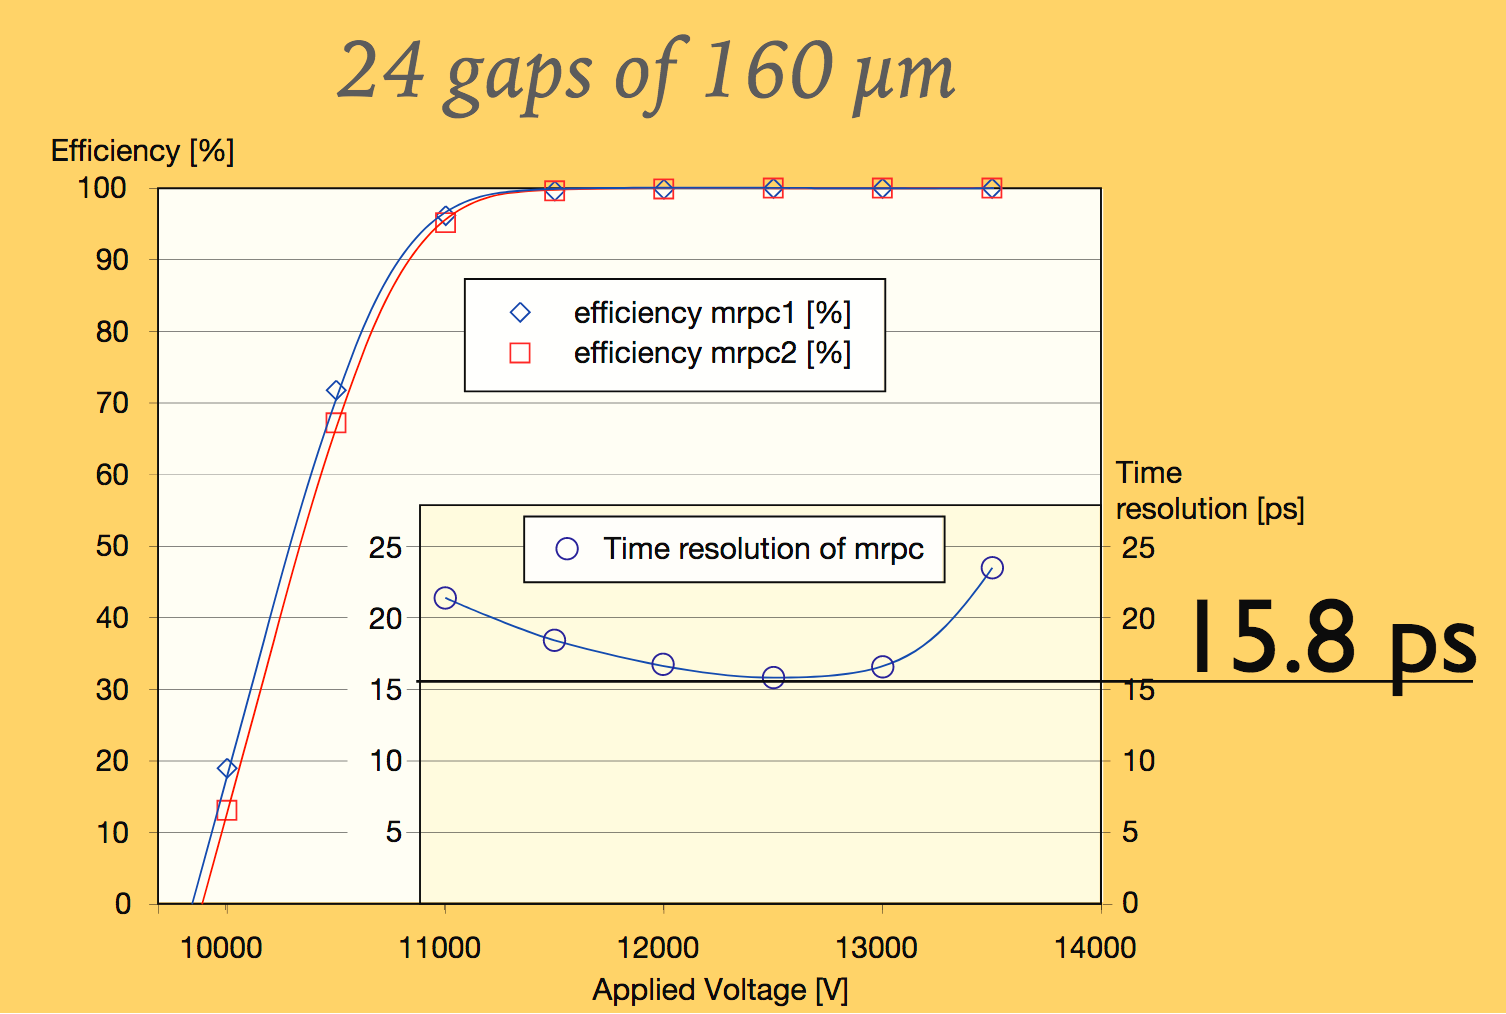 24 gaps of 160 µm
Efficiency [%]
100
90
80
70
60
50
40
30
20
10
0
efficiency mrpc1 [%]
efficiency mrpc2 [%]
Time
resolution [ps]
Time resolution of mrpc
25
20
15
10
5
25
20
15
10
5
0
15.8 ps
10000 11000 12000 13000 14000
Applied Voltage [V]